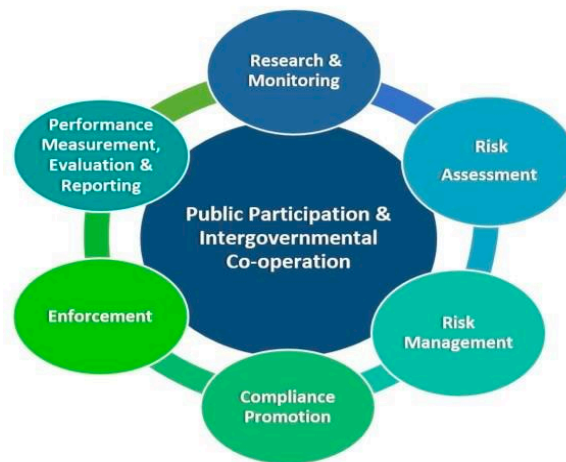 Research &
Monitoring
Performance
Measurement,
Evaluation &
Reporting
Risk
Assessment
Public Participation &
Intergovernmental
Co-operation
Enforcement
Risk
Management
Compliance
Promotion